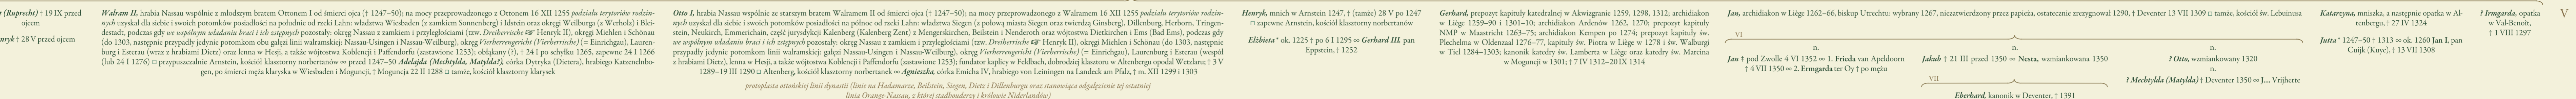 (Ruprecht) † 19 IX przed
ojcem
Henryk † 28 V przed ojcem
Walram II, hrabia Nassau wspólnie z młodszym bratem Ottonem I od śmierci ojca († 1247–50); na mocy przeprowadzonego z Ottonem 16 XII 1255 podziału terytoriów rodzin-
nych uzyskał dla siebie i swoich potomków posiadłości na południe od rzeki Lahn: władztwa Wiesbaden (z zamkiem Sonnenberg) i Idstein oraz okręgi Weilburga (z Werholz) i Blei-
destadt, podczas gdy we wspólnym władaniu braci i ich wstępnych pozostały: okręg Nassau z zamkiem i przyległościami (tzw. Dreiherrische ☞ Henryk II), okręgi Miehlen i Schönau
(do 1303, następnie przypadły jedynie potomkom obu gałęzi linii walramskiej: Nassau-Usingen i Nassau-Weilburg), okręg Vierherrengericht (Vierherrische) (= Einrichgau), Lauren-
burg i Esterau (wraz z hrabiami Dietz) oraz lenna w Hesji, a także wójtostwa Koblencji i Paffendorfu (zastawione 1253); obłąkany (?), † 24 I po schyłku 1265, zapewne 24 I 1266
(lub 24 I 1276) □ przypuszczalnie Arnstein, kościół klasztorny norbertanów ∞ przed 1247–50 Adelajda (Mechtylda, Matylda?), córka Dytryka (Dietera), hrabiego Katzenelnbo-
gen, po śmierci męża klaryska w Wiesbaden i Moguncji, † Moguncja 22 II 1288 □ tamże, kościół klasztorny klarysek
Otto I, hrabia Nassau wspólnie ze starszym bratem Walramem II od śmierci ojca († 1247–50); na mocy przeprowadzonego z Walramem 16 XII 1255 podziału terytoriów rodzin-
nych uzyskał dla siebie i swoich potomków posiadłości na północ od rzeki Lahn: władztwa Siegen (z połową miasta Siegen oraz twierdzą Ginsberg), Dillenburg, Herborn, Tringen-
stein, Neukirch, Emmerichein, część jurysdykcji Kalenberg (Kalenberg Zent) z Mengerskirchen, Beilstein i Nenderoth oraz wójtostwa Dietkirchen i Ems (Bad Ems), podczas gdy
we wspólnym władaniu braci i ich wstępnych pozostały: okręg Nassau z zamkiem i przyległościami (tzw. Dreiherrische ☞ Henryk II), okręgi Miehlen i Schönau (do 1303, następnie
przypadły jedynie potomkom linii walramskiej: gałęzi Nassau-Usingen i Nassau-Weilburg), okręg Vierherrengericht (Vierherrische) (= Einrichgau), Laurenburg i Esterau (wespół
z hrabiami Dietz), lenna w Hesji, a także wójtostwa Koblencji i Paffendorfu (zastawione 1253); fundator kaplicy w Feldbach, dobrodziej klasztoru w Altenbergu opodal Wetzlaru; † 3 V
1289–19 III 1290 □ Altenberg, kościół klasztorny norbertanek ∞ Agnieszka, córka Emicha IV, hrabiego von Leiningen na Landeck am Pfalz, † m. XII 1299 i 1303
protoplasta ottońskiej linii dynastii (linie na Hadamarze, Beilstein, Siegen, Dietz i Dillenburgu oraz stanowiąca odgałęzienie tej ostatniej
linia Orange-Nassau, z której stadhouderzy i królowie Niderlandów)
Henryk, mnich w Arnstein 1247, † (tamże) 28 V po 1247
□ zapewne Arnstein, kościół klasztorny norbertanów
Elżbieta * ok. 1225 † po 6 I 1295 ∞ Gerhard III, pan
Eppstein, † 1252
Gerhard, prepozyt kapituły katedralnej w Akwizgranie 1259, 1298, 1312; archidiakon
w Liège 1259–90 i 1301–10; archidiakon Ardenów 1262, 1270; prepozyt kapituły
NMP w Maastricht 1263–75; archidiakon Kempen po 1274; prepozyt kapituły św.
Plechelma w Oldenzaal 1276–77, kapituły św. Piotra w Liège w 1278 i św. Walburgi
w Tiel 1284–1303; kanonik katedry św. Lamberta w Liège oraz katedry św. Marcina
w Moguncji w 1301; † 7 IV 1312–20 IX 1314
Jan, archidiakon w Liège 1262–66, biskup Utrechtu: wybrany 1267, niezatwierdzony przez papieża, ostatecznie zrezygnował 1290, † Deventer 13 VII 1309 □ tamże, kościół św. Lebuinusa
VI
n.
n.
n.
Jan † pod Zwolle 4 VI 1352 ∞ 1. Frieda van Apeldoorn
† 4 VII 1350 ∞ 2. Ermgarda ter Oy † po mężu
Jakub † 21 III przed 1350 ∞ Nesta, wzmiankowana 1350
VII
Eberhard, kanonik w Deventer, † 1391
? Otto, wzmiankowany 1320
n.
? Mechtylda (Matylda) † Deventer 1350 ∞ J... Vrijherte
Katarzyna, mniszka, a następnie opatka w Al-
tenbergu, † 27 IV 1324
Jutta * 1247–50 † 1313 ∞ ok. 1260 Jan I, pan
Cuijk (Kuyc), † 13 VII 1308
? Irmgarda, opatka
w Val-Benoît,
† 1 VIII 1297
V